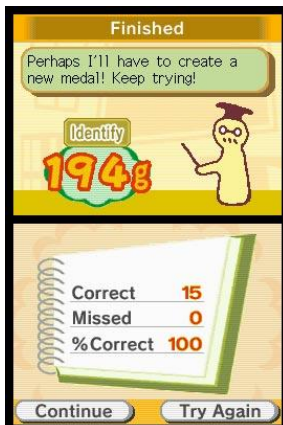 Finished
Perhaps I'll have to create a
new medal! Keep trying!
Identify
194g
Correct 15
Missed 0
%Correct 100
Continue Try Again